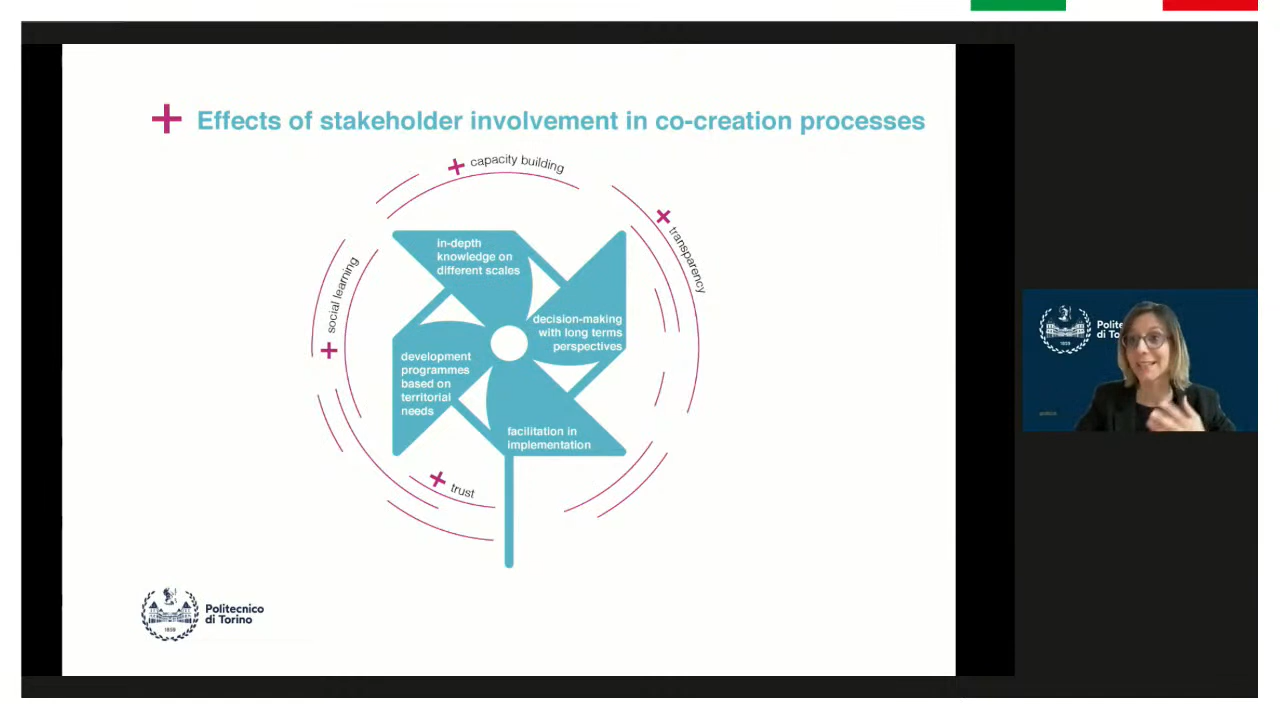 Effects of stakeholder involvement in co-creation processes
capacity building
transparency
social learning
in-depth
knowledge on
different scales
decision-making
with long terms
perspectives
development
programmes
based on
territorial
needs
facilitation in
implementation
trust
Politecnico
di Torino
1859
di To
1859